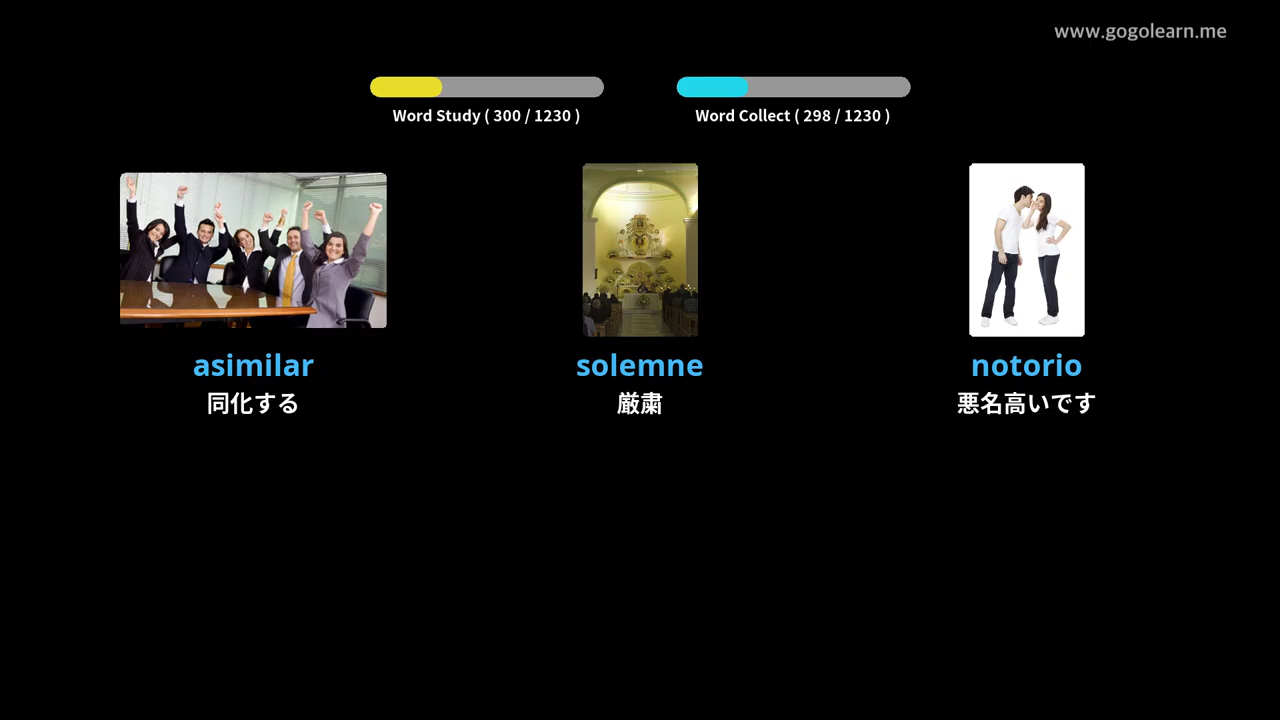 www.gogolearn.me
Word Study ( 300 / 1230 )
Word Collect ( 298 / 1230 )
asimilar
同化する
solemne
厳粛
notorio
悪名高いです